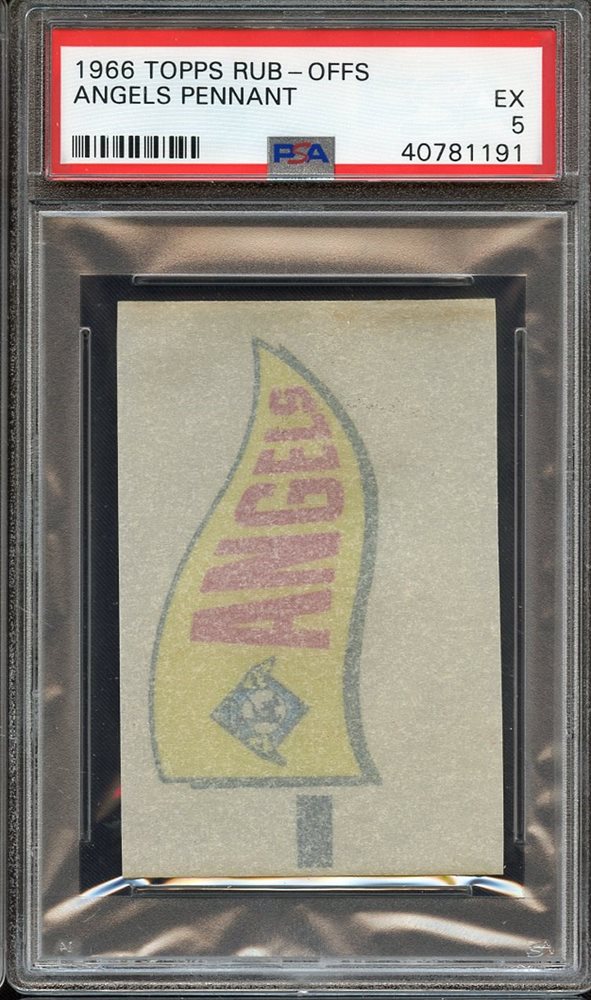 1966 TOPPS RUB-OFFS
ANGELS PENNANT
EX
5
PSA
40781191
ANGELS